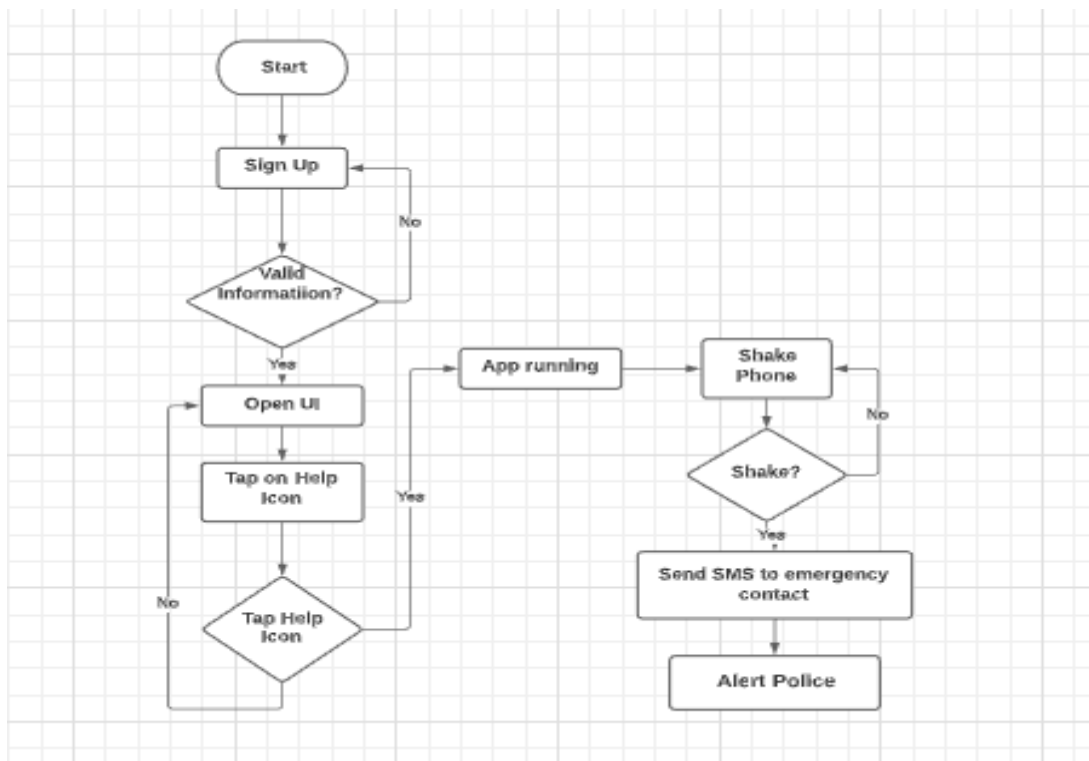 Start
Sign Up
No
Valid
Informatiion?
Yes
Open UI
Tap on Help
Icon
No
Tap Help
Icon
Yes
App running
Shake
Phone
No
Shake?
Yes
Send SMS to emergency
contact
Alert Police